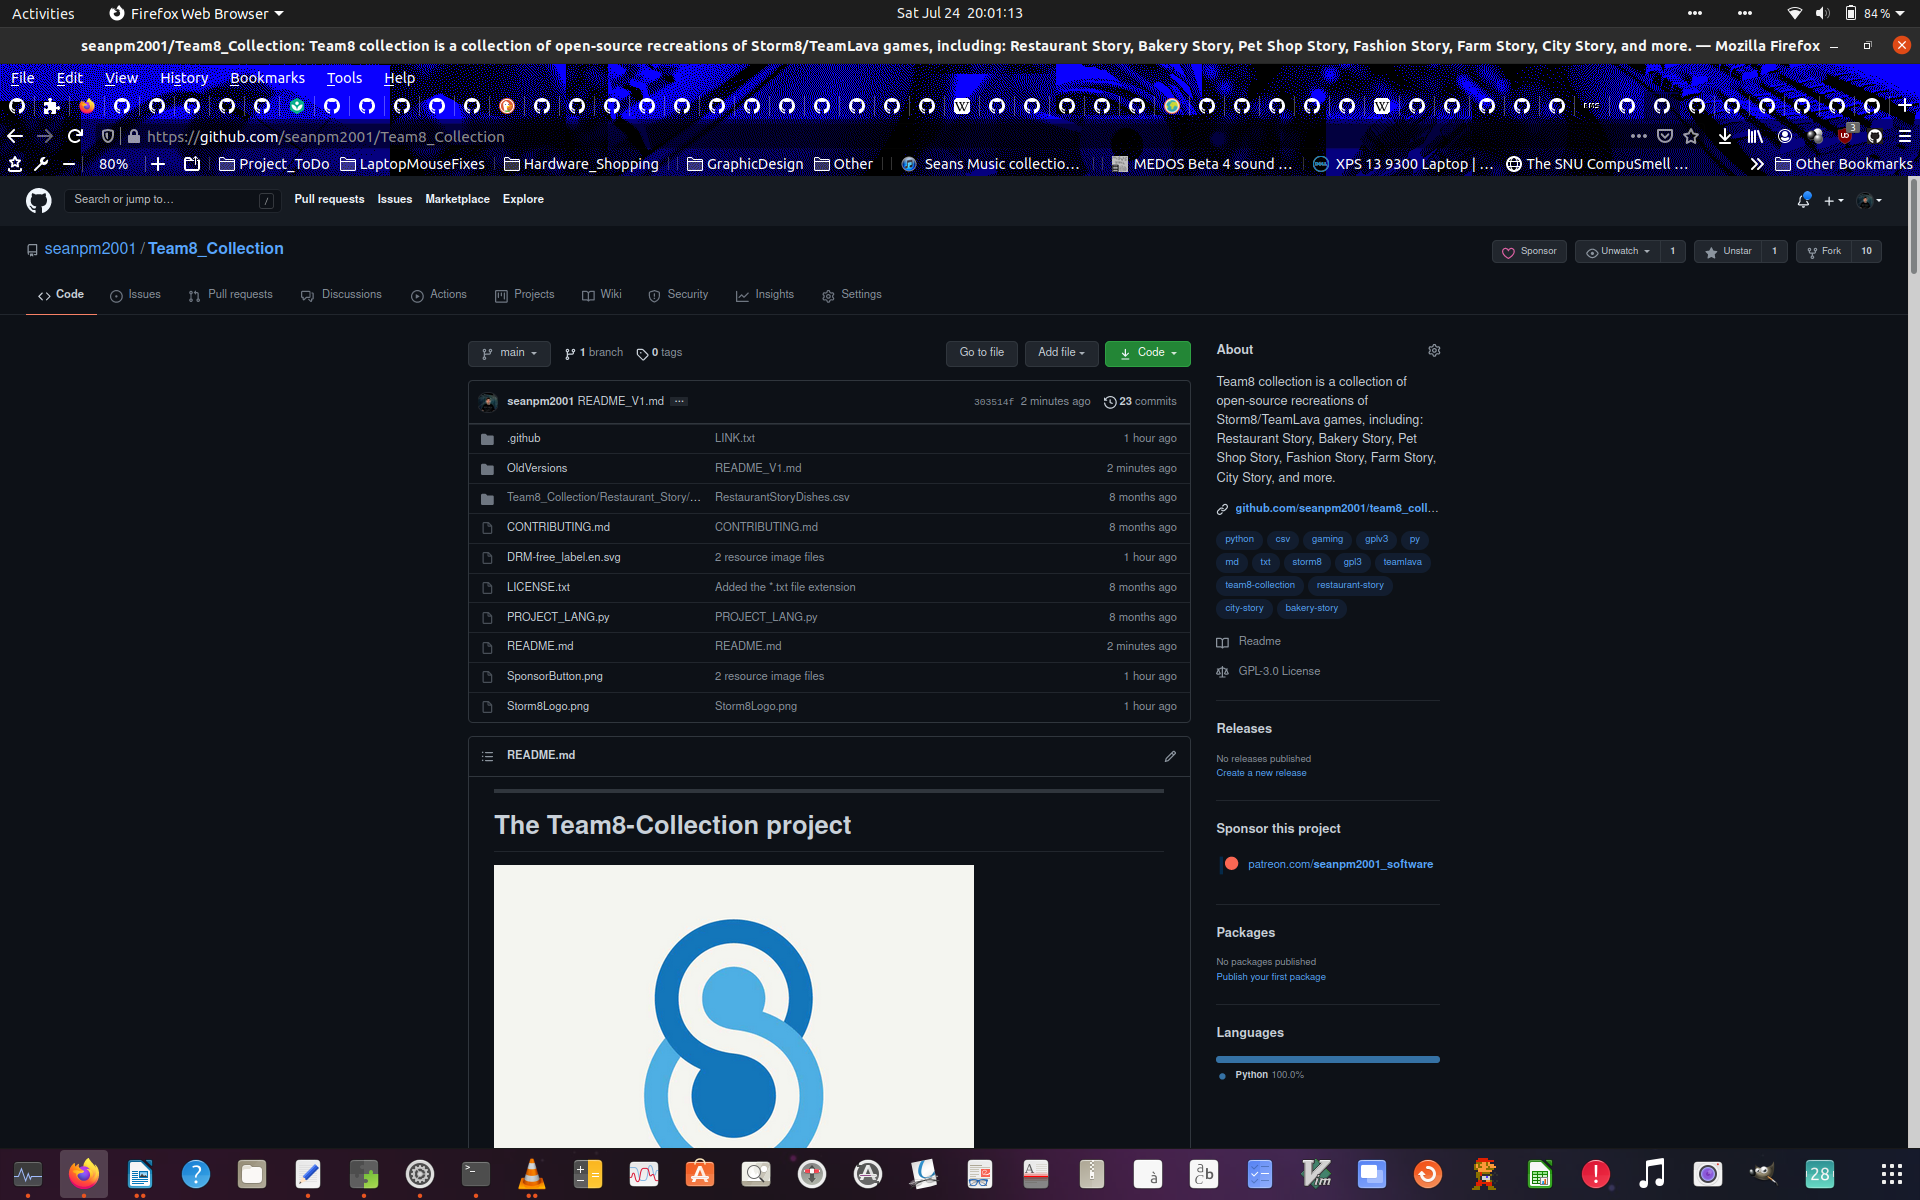 Activities
Firefox Web Browser
Sat Jul 24 20:01:13
84 %
seanpm2001/Team8_Collection: Team8 collection is a collection of open-source recreations of Storm8/TeamLava games, including: Restaurant Story, Bakery Story, Pet Shop Story, Fashion Story, Farm Story, City Story, and more. — Mozilla Firefox
File Edit View History Bookmarks Tools Help
https://github.com/seanpm2001/Team8_Collection
3
80%
Project_ToDo
LaptopMouseFixes
Hardware_Shopping
GraphicDesign
Other
Seans Music collectio…
MEDOS Beta 4 sound …
XPS 13 9300 Laptop | …
The SNU CompuSmell …
Other Bookmarks
Search or jump to…
/
Pull requests Issues Marketplace Explore
seanpm2001 / Team8_Collection
Sponsor
Unwatch 1
Unstar 1
Fork 10
Code Issues Pull requests Discussions Actions Projects Wiki Security Insights Settings
main
1 branch
0 tags
Go to file
Add file
Code
seanpm2001 README_V1.md ...
303514f 2 minutes ago
23 commits
.github LINK.txt 1 hour ago
OldVersions README_V1.md 2 minutes ago
Team8_Collection/Restaurant_Story/… RestaurantStoryDishes.csv 8 months ago
CONTRIBUTING.md CONTRIBUTING.md 8 months ago
DRM-free_label.en.svg 2 resource image files 1 hour ago
LICENSE.txt Added the *.txt file extension 8 months ago
PROJECT_LANG.py PROJECT_LANG.py 8 months ago
README.md README.md 2 minutes ago
SponsorButton.png 2 resource image files 1 hour ago
Storm8Logo.png Storm8Logo.png 1 hour ago
README.md
The Team8-Collection project
About
Team8 collection is a collection of
open-source recreations of
Storm8/TeamLava games, including:
Restaurant Story, Bakery Story, Pet
Shop Story, Fashion Story, Farm Story,
City Story, and more.
github.com/seanpm2001/team8_coll…
python csv gaming gplv3 py
md txt storm8 gpl3 teamlava
team8-collection restaurant-story
city-story bakery-story
Readme
GPL-3.0 License
Releases
No releases published
Create a new release
Sponsor this project
patreon.com/seanpm2001_software
Packages
No packages published
Publish your first package
Languages
Python 100.0%
28